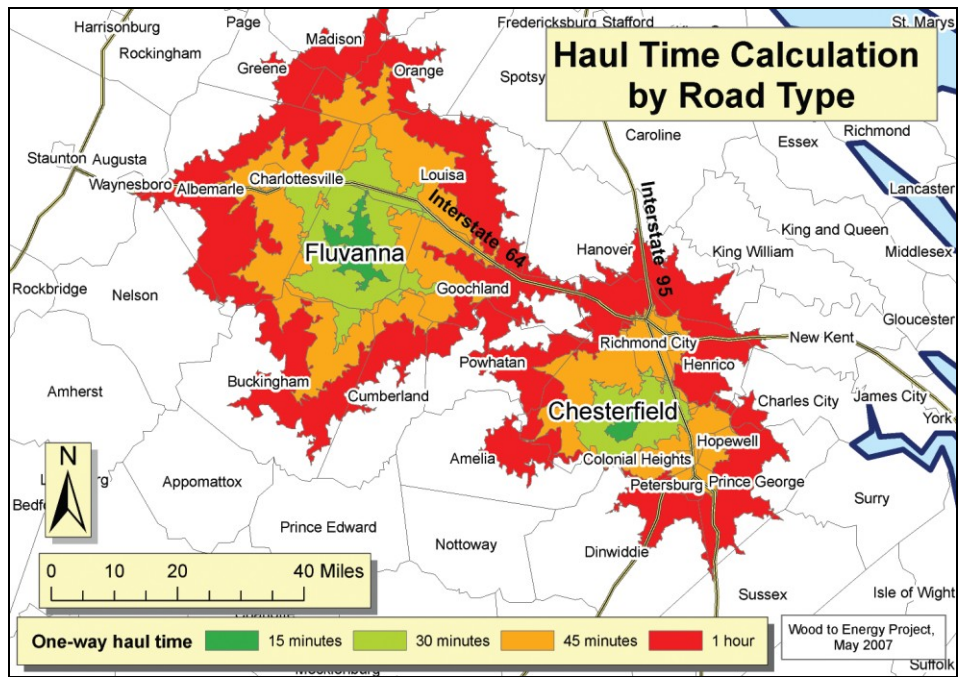 Harrisonburg
Page
Fredericksburg
Stafford
St. Marys
Rockingham
Madison
Greene
Orange
Spotsy
Haul Time Calculation
by Road Type
Caroline
Richmond
Essex
Staunton
Augusta
Waynesboro
Albemarle
Charlottesville
Louisa
Lancaster
Interstate 64
Interstate 95
King and Queen
Fluvanna
Hanover
King William
Middlesex
Rockbridge
Nelson
Goochland
Gloucester
Richmond City
New Kent
Powhatan
Henrico
Buckingham
Cumberland
Amherst
Chesterfield
Charles City
James City
York
Hopewell
N
Amelia
Colonial Heights
Appomattox
Petersburg
Prince George
Surry
Prince Edward
Nottoway
Dinwiddie
0 10 20 40 Miles
Sussex
Isle of Wight
One-way haul time
15 minutes
30 minutes
45 minutes
1 hour
Wood to Energy Project,
May 2007
Suffolk